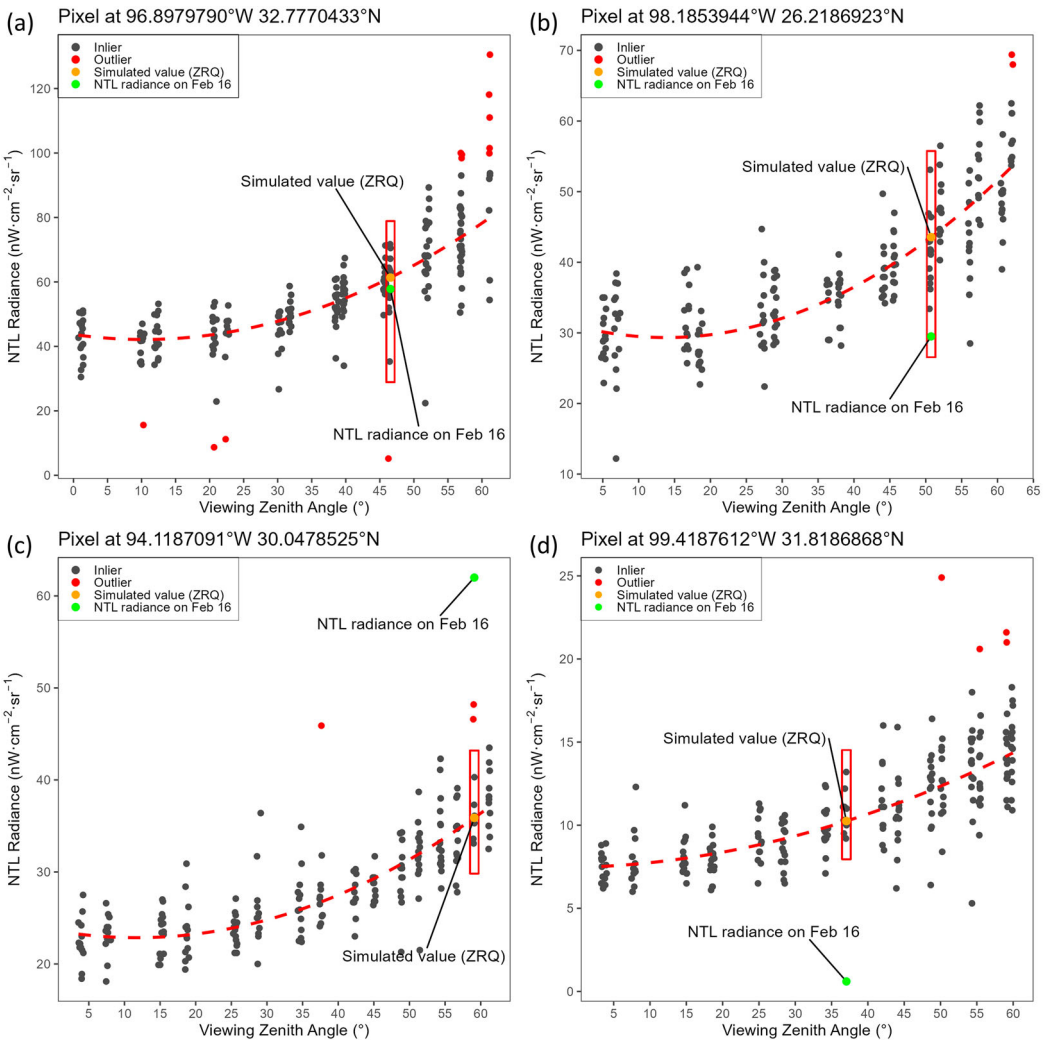 (a) Pixel at 96.8979790°W 32.7770433°N
Inlier
Outlier
Simulated value (ZRQ)
NTL radiance on Feb 16
NTL Radiance (nW·cm⁻²·sr⁻¹)
120
100
80
60
40
20
0
Simulated value (ZRQ)
NTL radiance on Feb 16
0 5 10 15 20 25 30 35 40 45 50 55 60
Viewing Zenith Angle (°)
(b) Pixel at 98.1853944°W 26.2186923°N
Inlier
Outlier
Simulated value (ZRQ)
NTL radiance on Feb 16
NTL Radiance (nW·cm⁻²·sr⁻¹)
70
60
50
40
30
20
10
Simulated value (ZRQ)
NTL radiance on Feb 16
5 10 15 20 25 30 35 40 45 50 55 60 65
Viewing Zenith Angle (°)
(c) Pixel at 94.1187091°W 30.0478525°N
Inlier
Outlier
Simulated value (ZRQ)
NTL radiance on Feb 16
NTL Radiance (nW·cm⁻²·sr⁻¹)
60
50
40
30
20
NTL radiance on Feb 16
Simulated value (ZRQ)
5 10 15 20 25 30 35 40 45 50 55 60
Viewing Zenith Angle (°)
(d) Pixel at 99.4187612°W 31.8186868°N
Inlier
Outlier
Simulated value (ZRQ)
NTL radiance on Feb 16
NTL Radiance (nW·cm⁻²·sr⁻¹)
25
20
15
10
5
0
Simulated value (ZRQ)
NTL radiance on Feb 16
5 10 15 20 25 30 35 40 45 50 55 60
Viewing Zenith Angle (°)